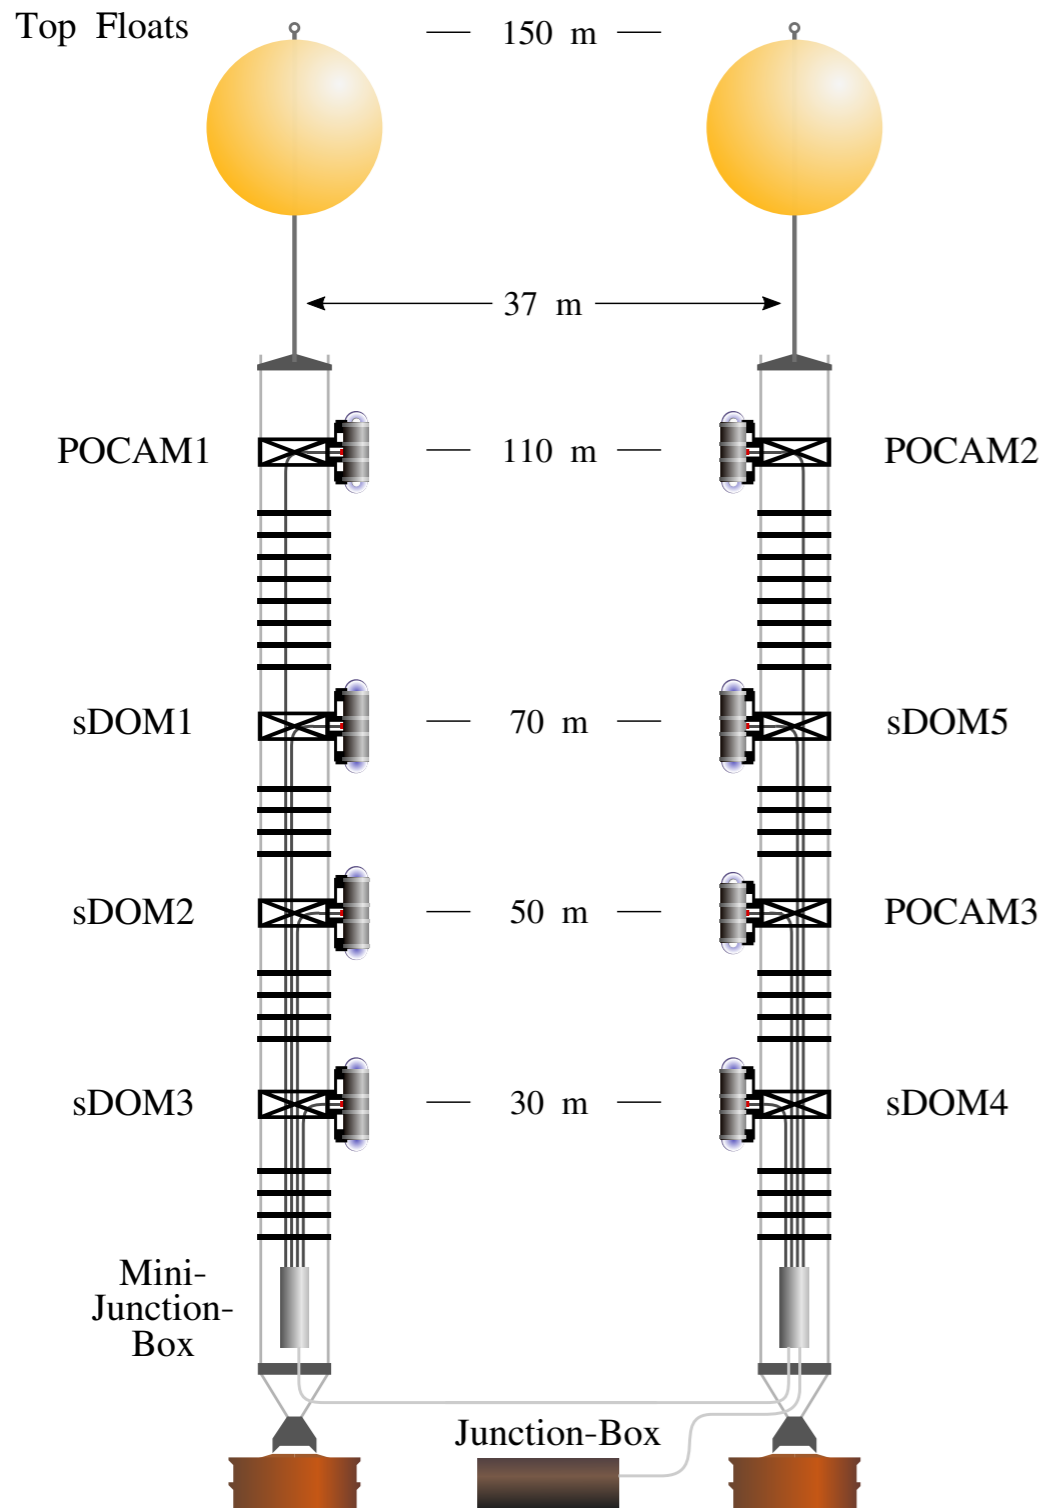 Top Floats
150 m
37 m
POCAM1
110 m
POCAM2
sDOM1
70 m
sDOM5
sDOM2
50 m
POCAM3
sDOM3
30 m
sDOM4
Mini-
Junction-
Box
Junction-Box